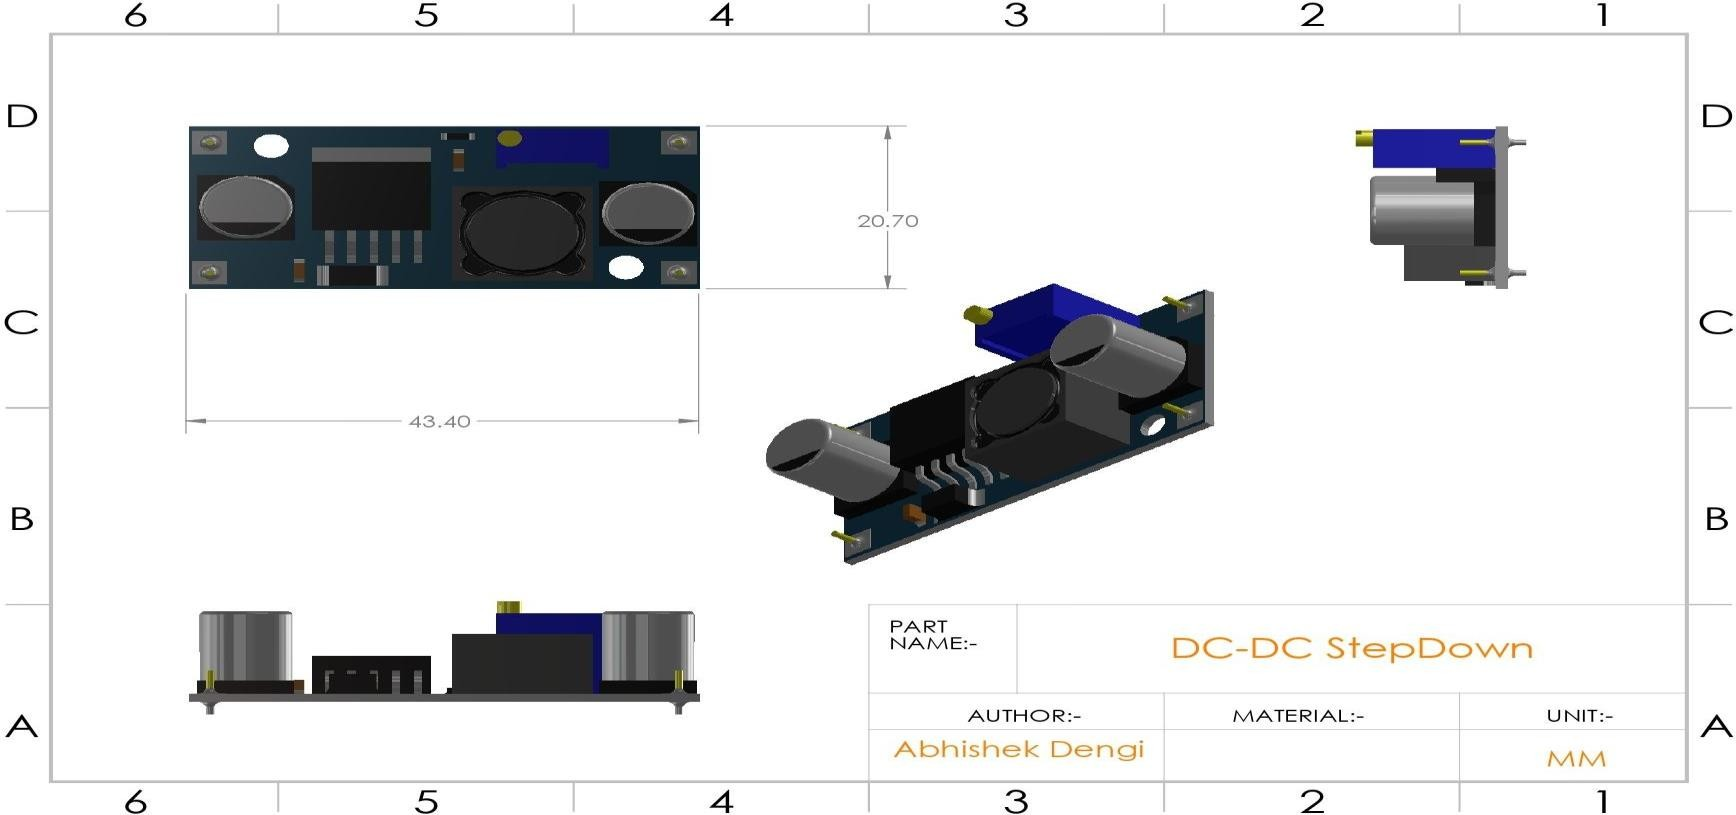 6 5 4 3 2 1
D D
20.70
C C
43.40
B B
PART
NAME:-
DC-DC StepDown
AUTHOR:- MATERIAL:- UNIT:-
A A
Abhishek Dengi MM
6 5 4 3 2 1